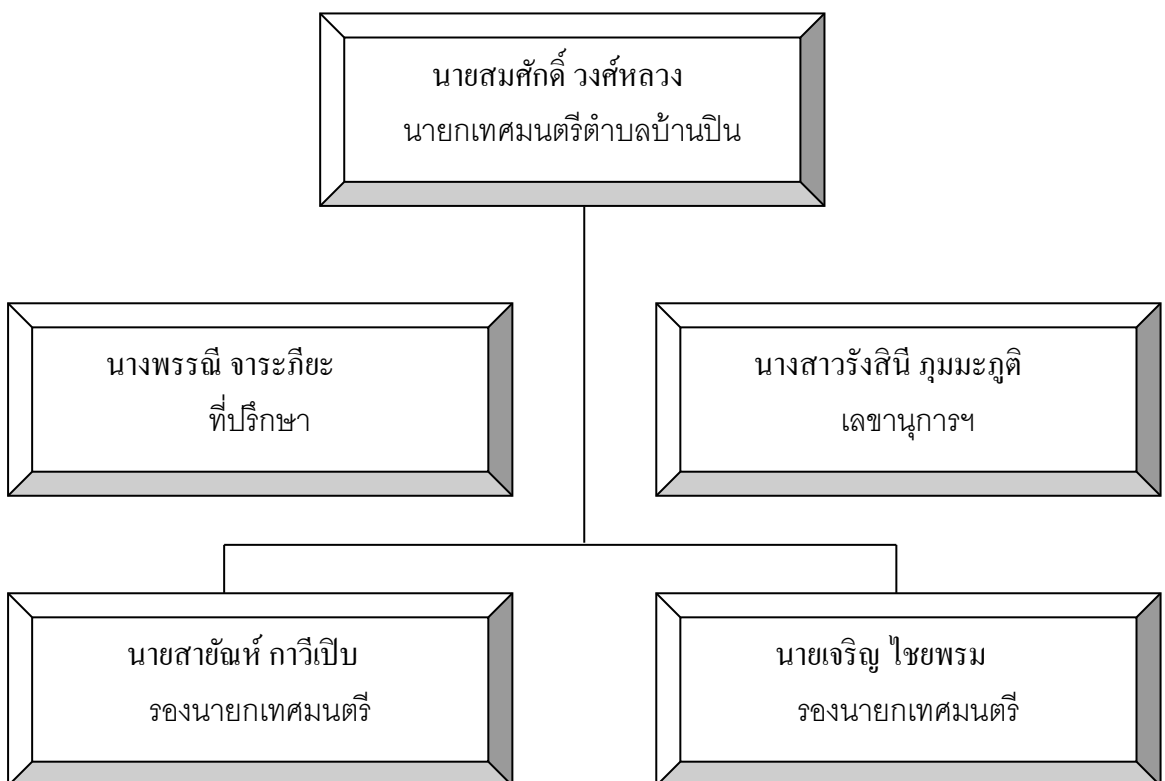 นายสมศักดิ์ วงศ์หลวง
นายกเทศมนตรีตำบลบ้านปิน
นางพรรณี จาระภียะ
ที่ปรึกษา
นางสาวรังสินี ภุมมะภูติ
เลขานุการฯ
นายสายัณห์ กาวีเปิบ
รองนายกเทศมนตรี
นายเจริญ ไชยพรม
รองนายกเทศมนตรี